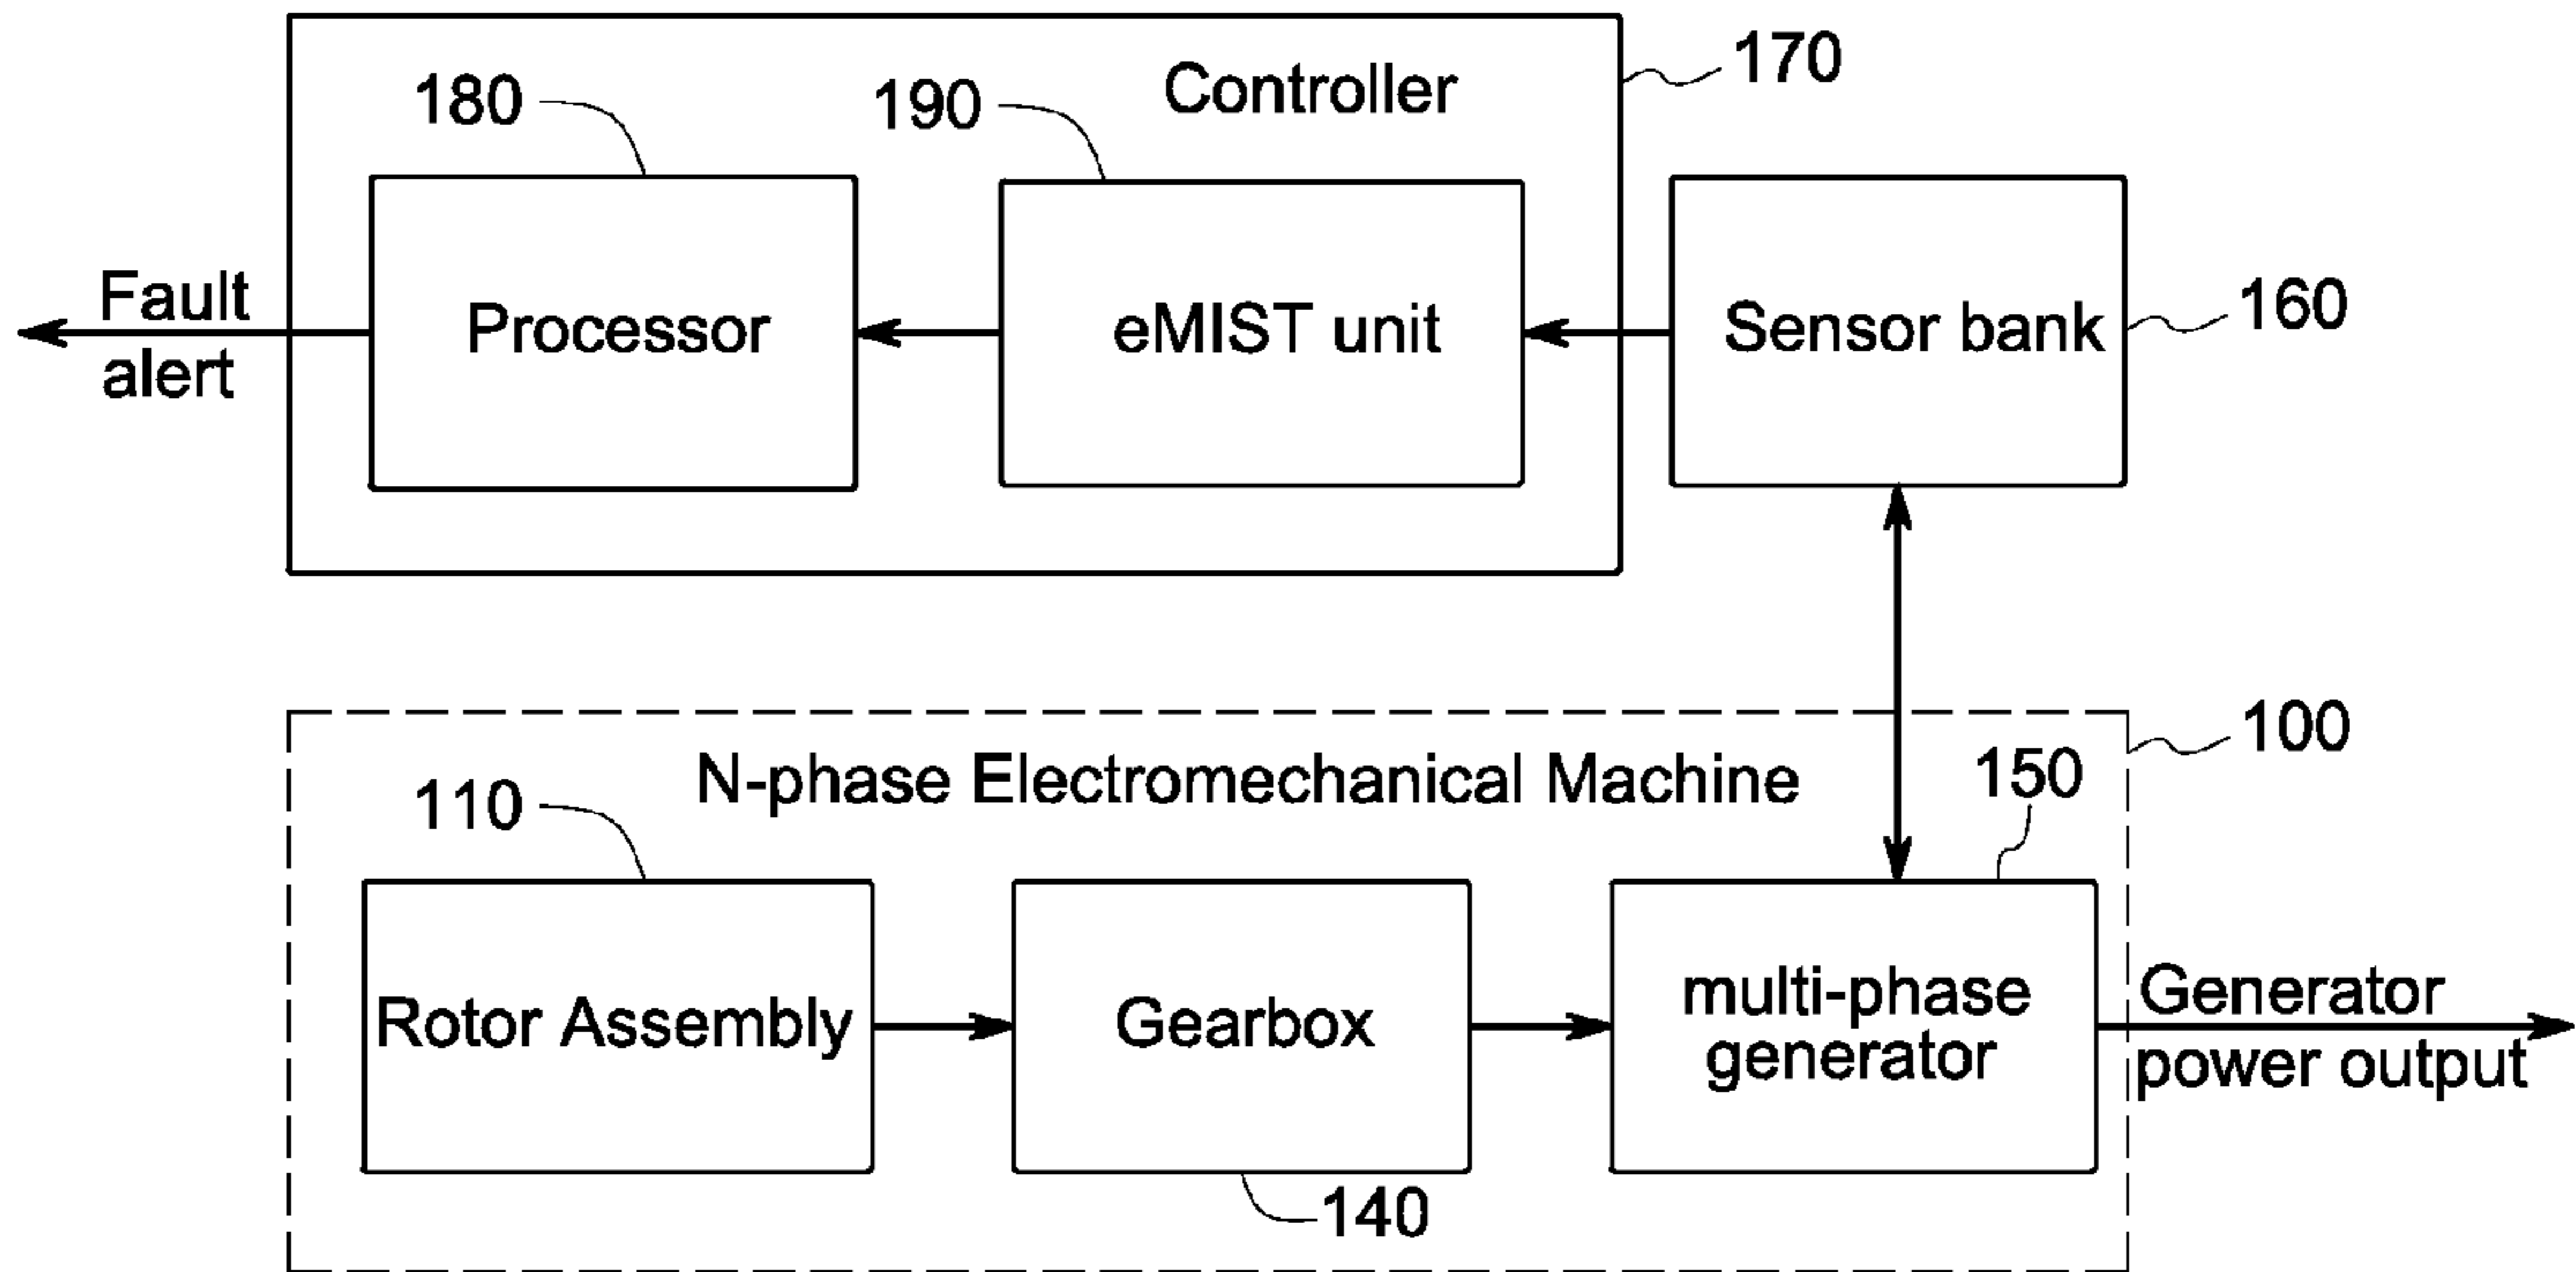 Controller
170
180
190
Processor
eMIST unit
Sensor bank
160
Fault
alert
100
N-phase Electromechanical Machine
150
110
Rotor Assembly
Gearbox
multi-phase
generator
Generator
power output
140